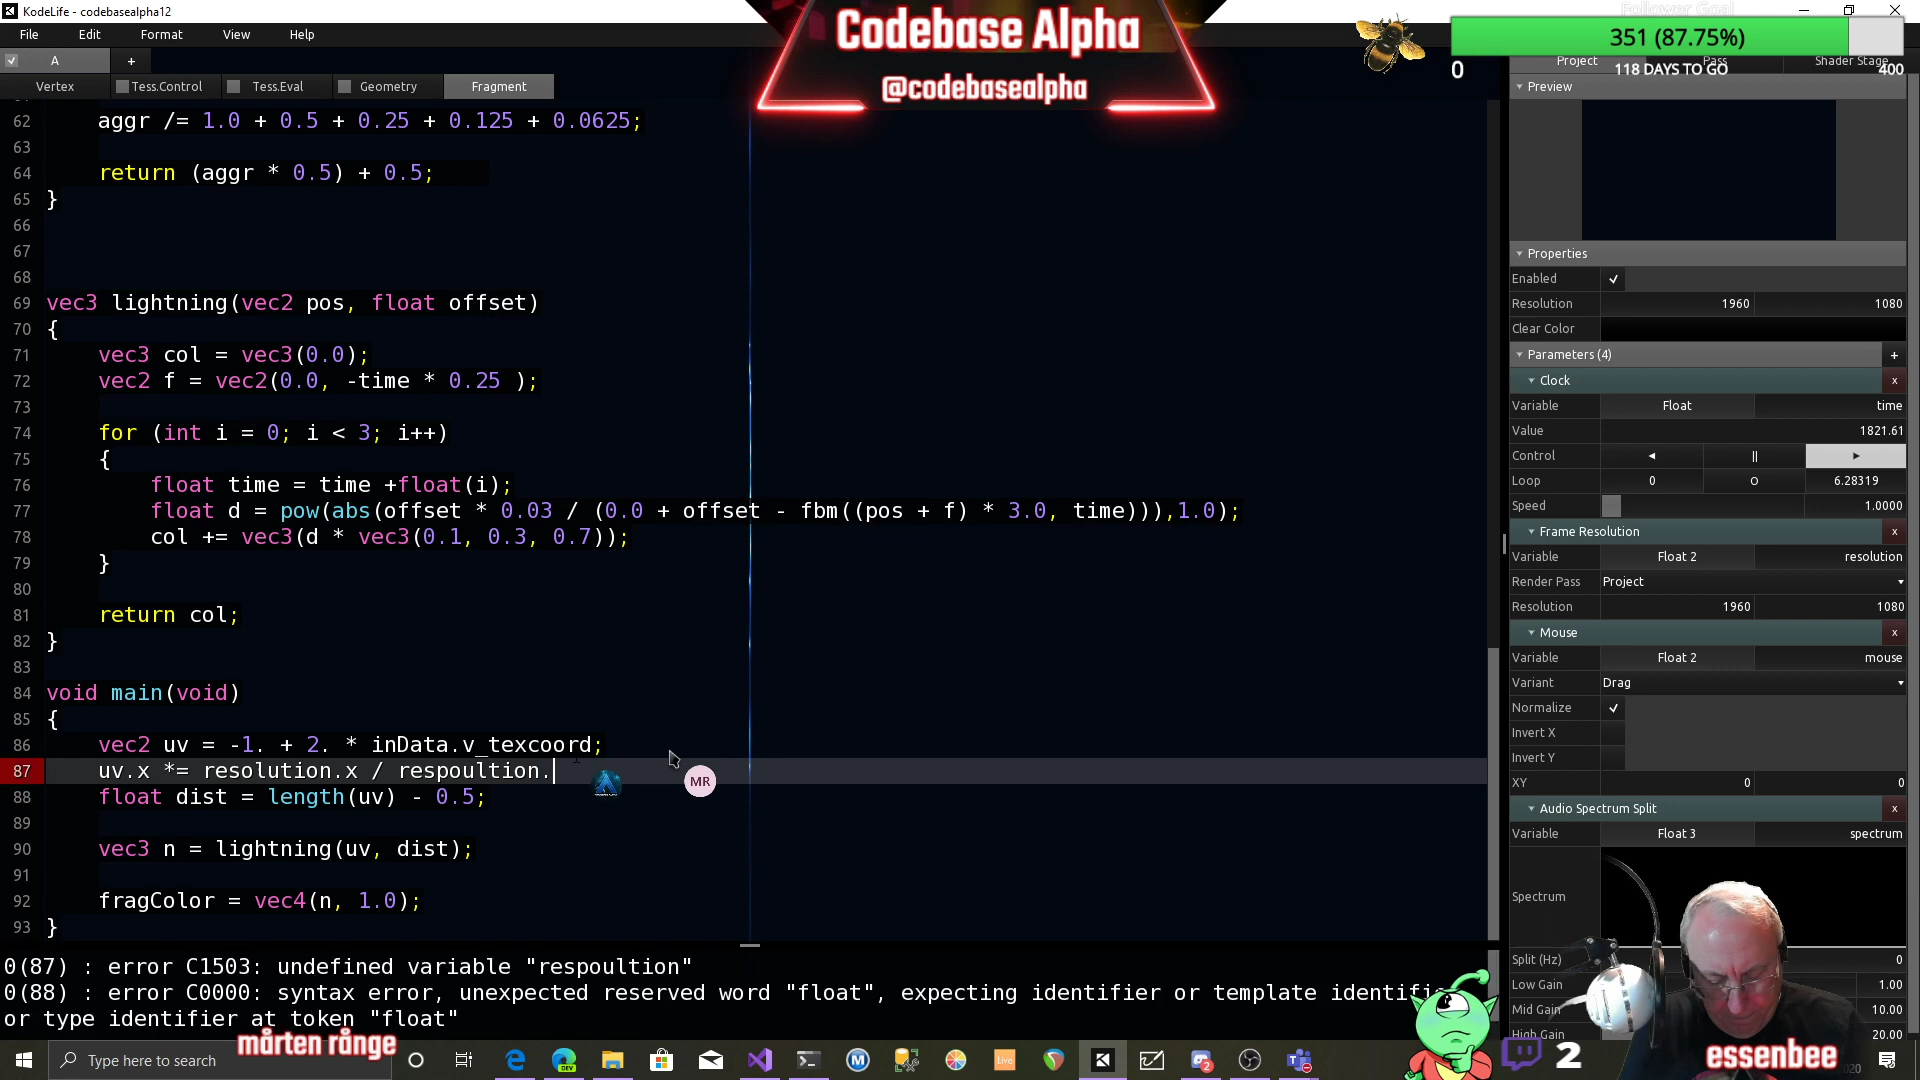 KodeLife - codebasealpha12
File Edit Format View Help
A +
Vertex Tess.Control Tess.Eval Geometry Fragment
62 aggr /= 1.0 + 0.5 + 0.25 + 0.125 + 0.0625;
63
64 return (aggr * 0.5) + 0.5;
65 }
66
67
68
69 vec3 lightning(vec2 pos, float offset)
70 {
71 vec3 col = vec3(0.0);
72 vec2 f = vec2(0.0, -time * 0.25 );
73
74 for (int i = 0; i < 3; i++)
75 {
76 float time = time +float(i);
77 float d = pow(abs(offset * 0.03 / (0.0 + offset - fbm((pos + f) * 3.0, time))),1.0);
78 col += vec3(d * vec3(0.1, 0.3, 0.7));
79 }
80
81 return col;
82 }
83
84 void main(void)
85 {
86 vec2 uv = -1. + 2. * inData.v_texcoord;
87 uv.x *= resolution.x / respoultion.
88 float dist = length(uv) - 0.5;
89
90 vec3 n = lightning(uv, dist);
91
92 fragColor = vec4(n, 1.0);
93 }
MR
0(87) : error C1503: undefined variable "respoultion"
0(88) : error C0000: syntax error, unexpected reserved word "float", expecting identifier or template identifi
or type identifier at token "float"
Codebase Alpha
@codebasealpha
Follower Goal
351 (87.75%)
0 118 DAYS TO GO 400
Project Pass Shader Stage
Preview
Properties
Enabled
Resolution 1960 1080
Clear Color
Parameters (4) +
Clock x
Variable Float time
Value 1821.61
Control
Loop 0 O 6.28319
Speed 1.0000
Frame Resolution x
Variable Float 2 resolution
Render Pass Project
Resolution 1960 1080
Mouse x
Variable Float 2 mouse
Variant Drag
Normalize
Invert X
Invert Y
XY 0 0
Audio Spectrum Split x
Variable Float 3 spectrum
Spectrum
Split (Hz) 0
Low Gain 1.00
Mid Gain 10.00
High Gain 20.00
mårten rånge
essenbee
2
Type here to search